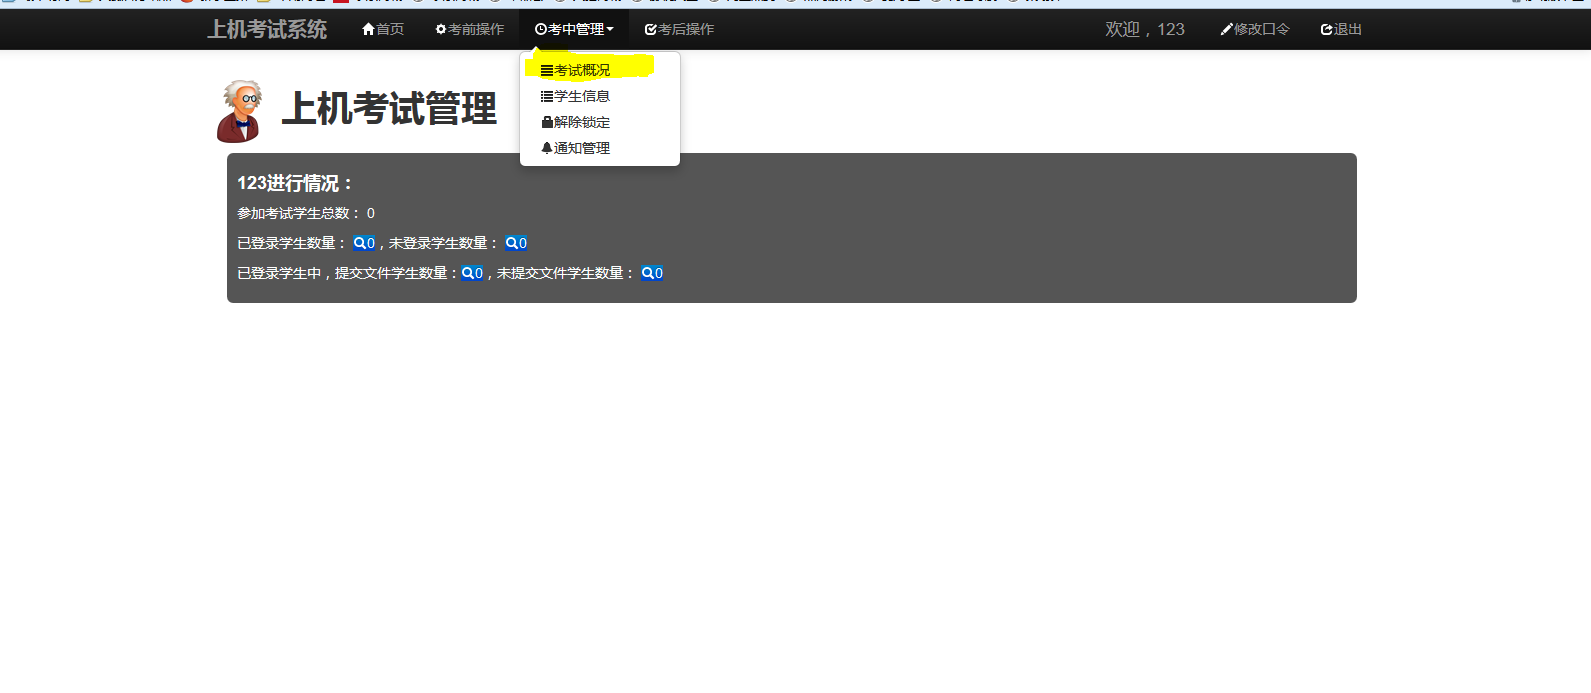 上机考试系统 首页 考前操作 考中管理 考后操作 欢迎，123 修改口令 退出
考试概况
学生信息
解除锁定
通知管理
上机考试管理
123进行情况：
参加考试学生总数： 0
已登录学生数量： 0，未登录学生数量： 0
已登录学生中，提交文件学生数量：0，未提交文件学生数量： 0